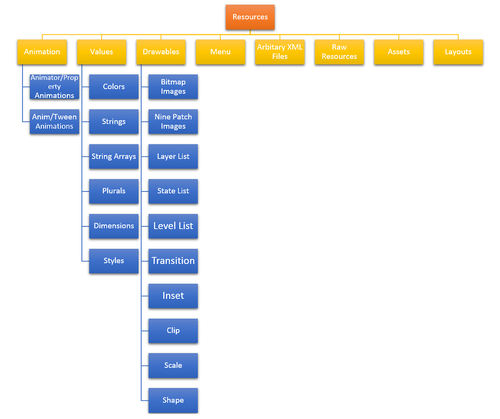 Resources
Animation
Values
Drawables
Menu
Arbitary XML
Files
Raw
Resources
Assets
Layouts
Animator/Prop
erty
Animations
Anim/Tween
Animations
Colors
Strings
String Arrays
Plurals
Dimensions
Styles
Bitmap
Images
Nine Patch
Images
Layer List
State List
Level List
Transition
Inset
Clip
Scale
Shape